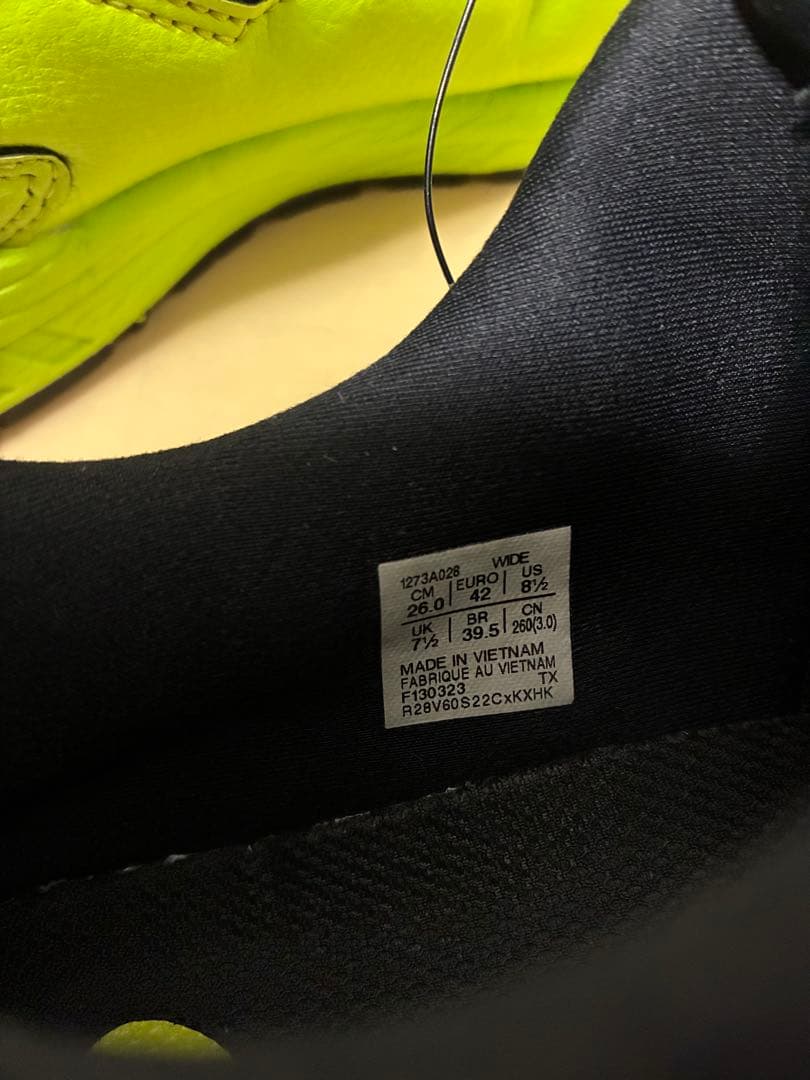 1273A028 WIDE
CM EURO US
26.0 42 8½
UK BR CN
7½ 39.5 260(3.0)
MADE IN VIETNAM
FABRIQUE AU VIETNAM
F130323 TX
R28V60S22CxKXHK